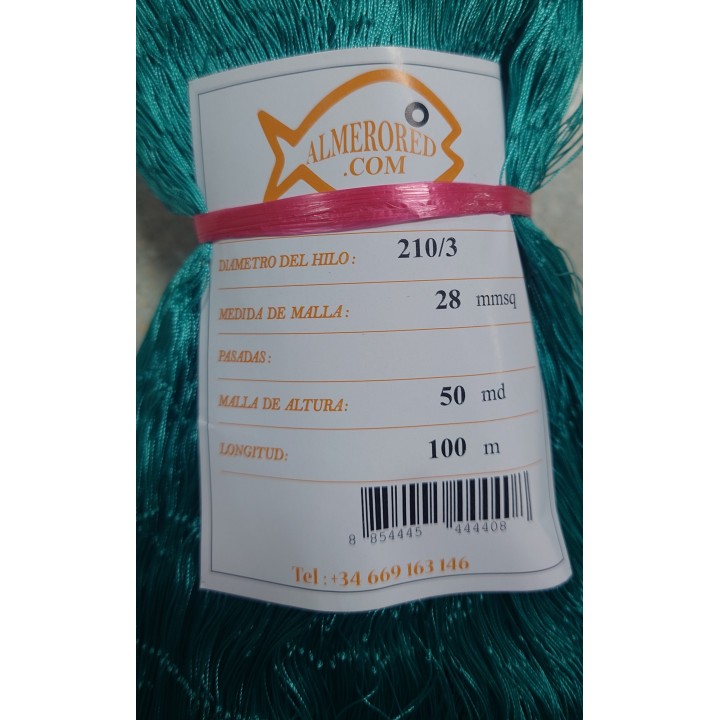 ALMERORED
.COM
DIAMETRO DEL HILO: 210/3
MEDIDA DE MALLA: 28 mmsq
PASADAS:
MALLA DE ALTURA: 50 md
LONGITUD: 100 m
8 854445 444408
Tel : +34 669 163 146